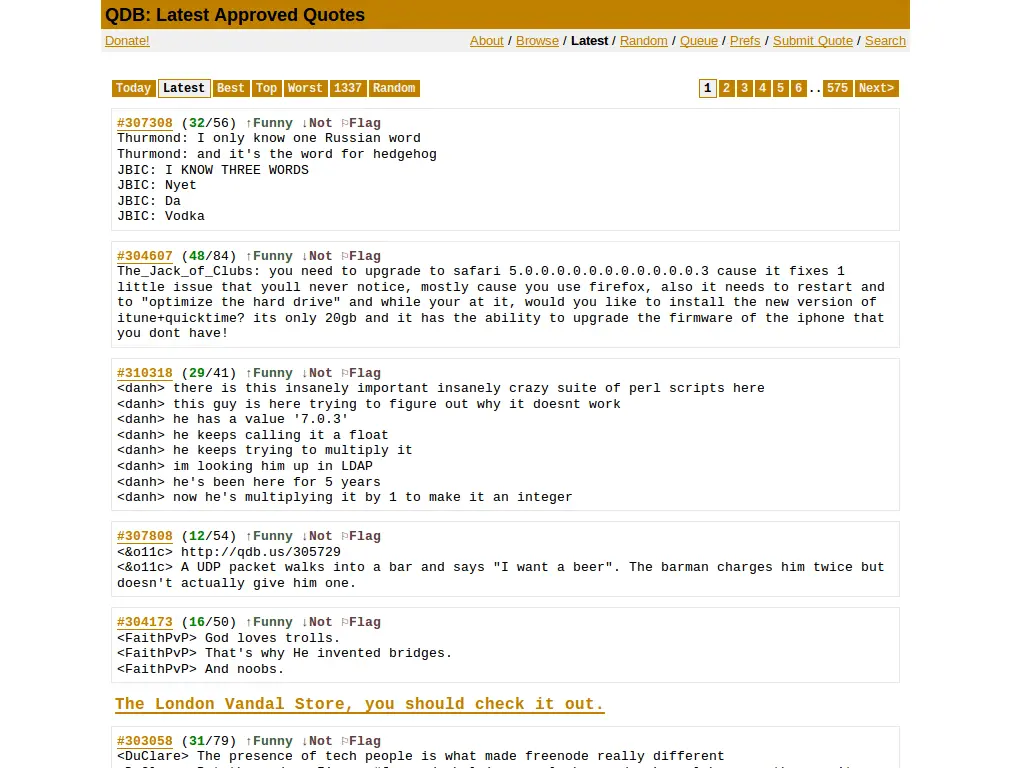 QDB: Latest Approved Quotes
Donate! About / Browse / Latest / Random / Queue / Prefs / Submit Quote / Search
Today Latest Best Top Worst 1337 Random 1 2 3 4 5 6 .. 575 Next>
#307308 (32/56) ↑Funny ↓Not ⚐Flag
Thurmond: I only know one Russian word
Thurmond: and it's the word for hedgehog
JBIC: I KNOW THREE WORDS
JBIC: Nyet
JBIC: Da
JBIC: Vodka
#304607 (48/84) ↑Funny ↓Not ⚐Flag
The_Jack_of_Clubs: you need to upgrade to safari 5.0.0.0.0.0.0.0.0.0.0.0.3 cause it fixes 1
little issue that youll never notice, mostly cause you use firefox, also it needs to restart and
to "optimize the hard drive" and while your at it, would you like to install the new version of
itune+quicktime? its only 20gb and it has the ability to upgrade the firmware of the iphone that
you dont have!
#310318 (29/41) ↑Funny ↓Not ⚐Flag
<danh> there is this insanely important insanely crazy suite of perl scripts here
<danh> this guy is here trying to figure out why it doesnt work
<danh> he has a value '7.0.3'
<danh> he keeps calling it a float
<danh> he keeps trying to multiply it
<danh> im looking him up in LDAP
<danh> he's been here for 5 years
<danh> now he's multiplying it by 1 to make it an integer
#307808 (12/54) ↑Funny ↓Not ⚐Flag
<&o11c> http://qdb.us/305729
<&o11c> A UDP packet walks into a bar and says "I want a beer". The barman charges him twice but
doesn't actually give him one.
#304173 (16/50) ↑Funny ↓Not ⚐Flag
<FaithPvP> God loves trolls.
<FaithPvP> That's why He invented bridges.
<FaithPvP> And noobs.
The London Vandal Store, you should check it out.
#303058 (31/79) ↑Funny ↓Not ⚐Flag
<DuClare> The presence of tech people is what made freenode really different